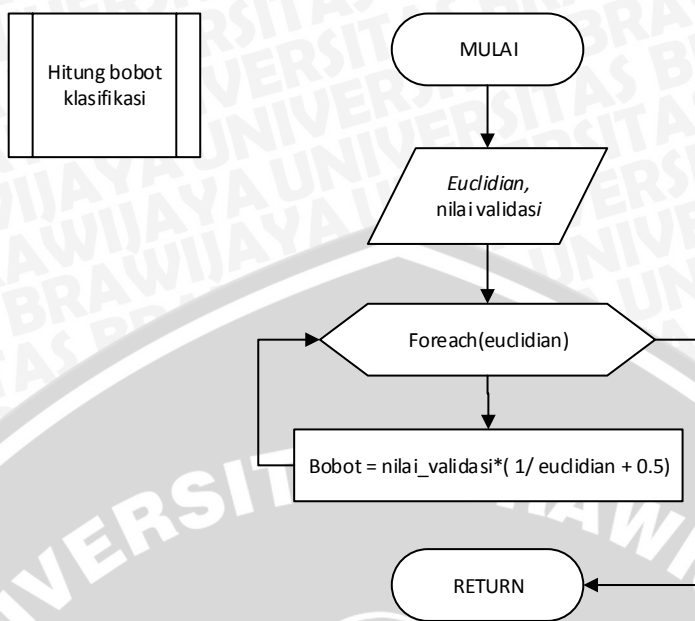 Hitung bobot
klasifikasi
MULAI
Euclidian,
nilai validasi
Foreach(euclidian)
Bobot = nilai_validasi*( 1/ euclidian + 0.5)
RETURN